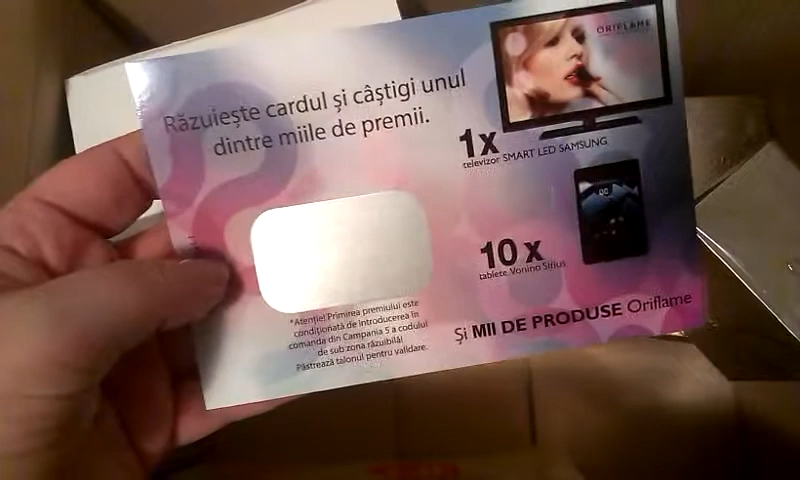 Răzuiește cardul și câștigi unul
dintre miile de premii.
ORIFLAME
1x
televizor SMART LED SAMSUNG
10 x
tablete Vonino Sirius
*Atenție! Primirea premiului este
condiționată de introducerea în
comanda din Campania 5 a codului
de sub zona răzuibilă!
Păstrează talonul pentru validare.
Și MII DE PRODUSE Oriflame